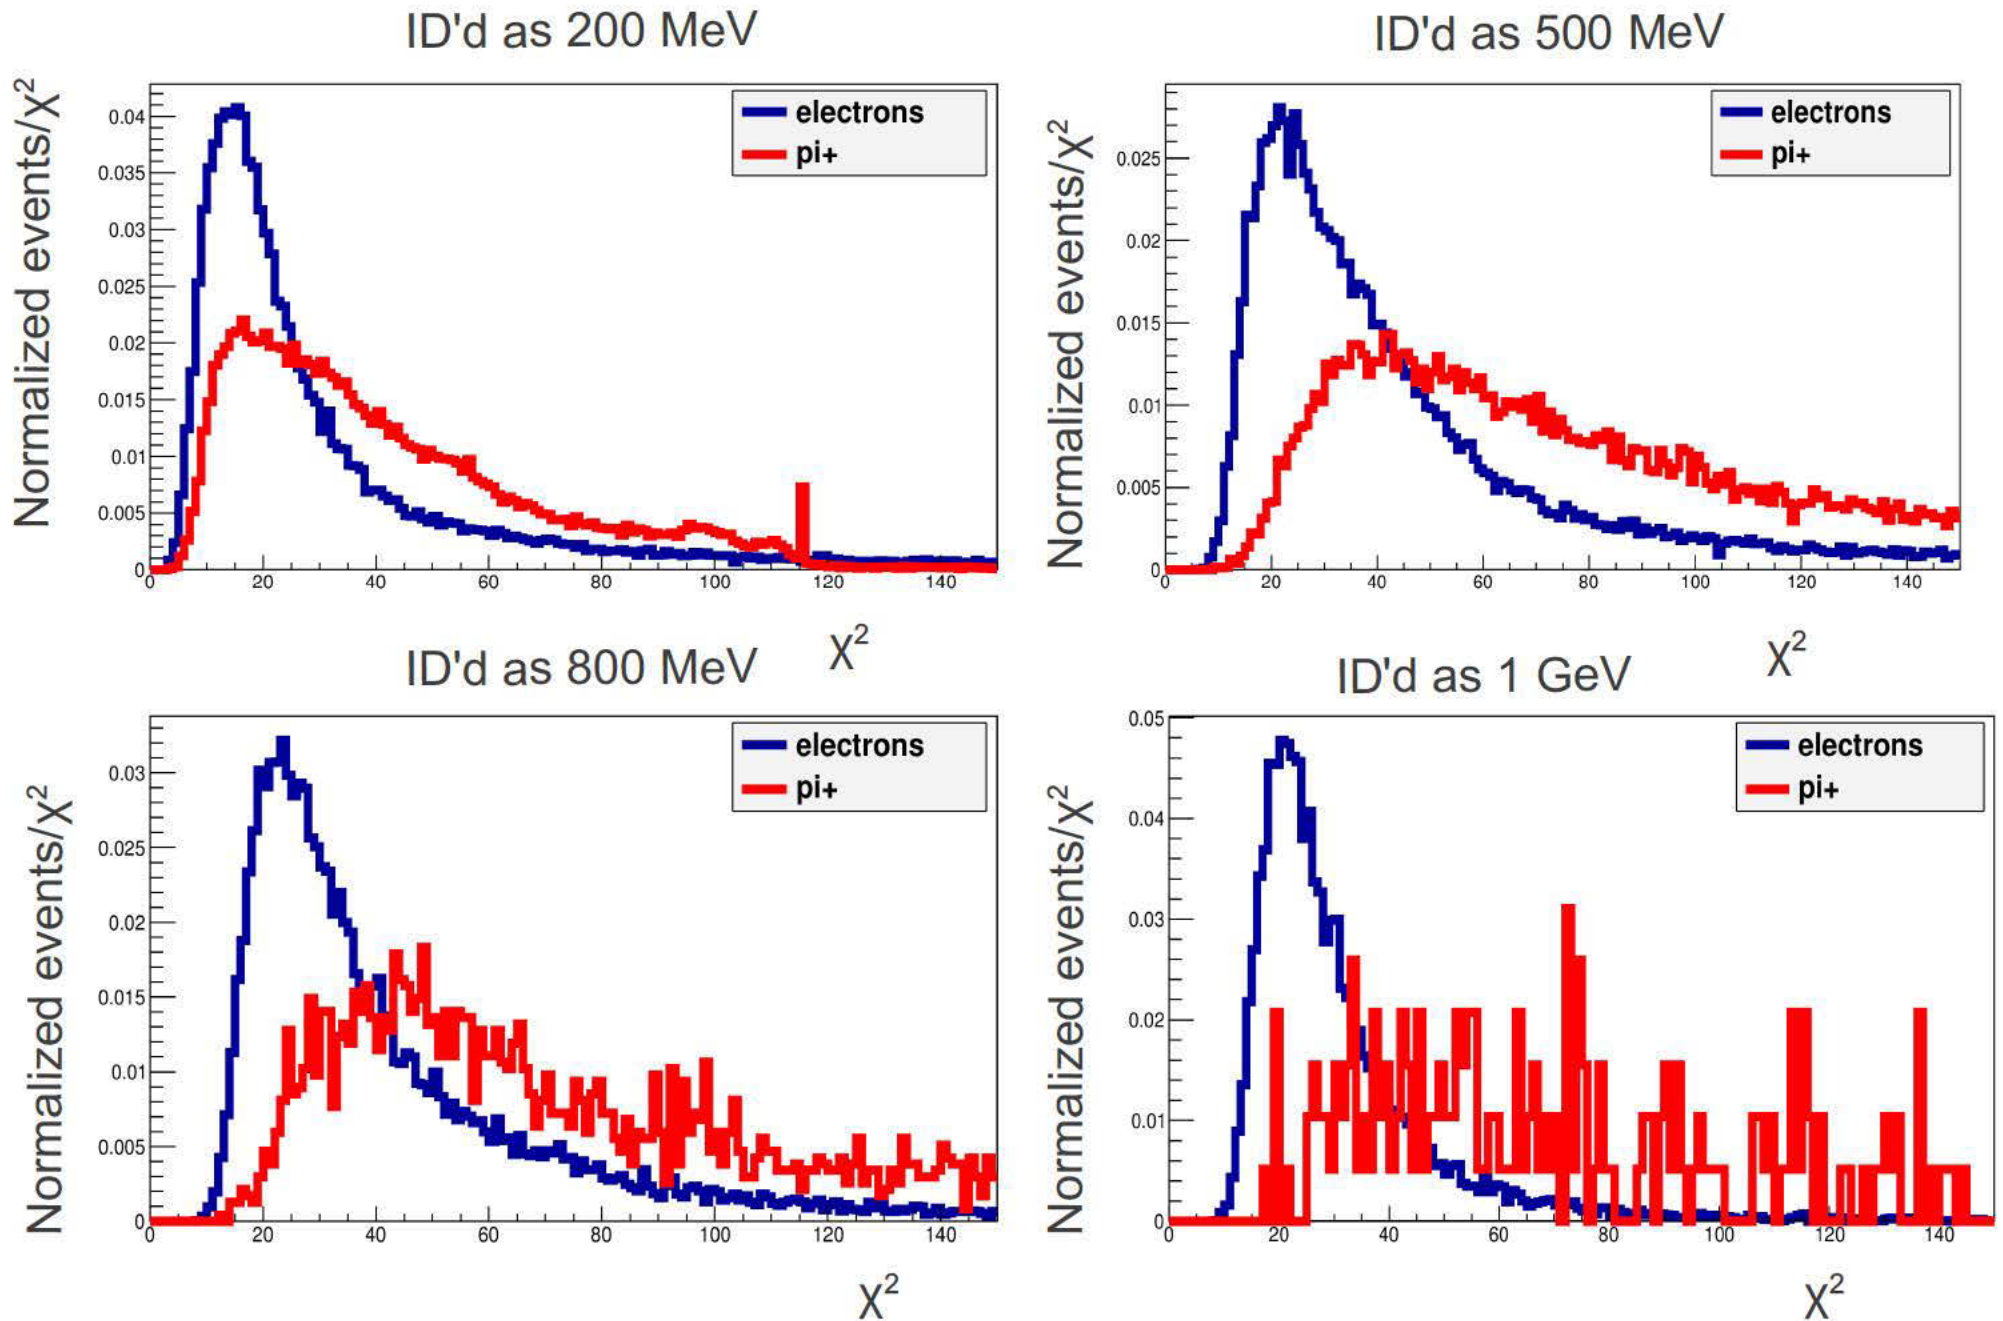 ID'd as 200 MeV
Normalized events/χ²
electrons
pi+
0.04
0.035
0.03
0.025
0.02
0.015
0.01
0.005
0
0 20 40 60 80 100 120 140
χ²
ID'd as 500 MeV
Normalized events/χ²
electrons
pi+
0.025
0.02
0.015
0.01
0.005
0
0 20 40 60 80 100 120 140
χ²
ID'd as 800 MeV
Normalized events/χ²
electrons
pi+
0.03
0.025
0.02
0.015
0.01
0.005
0
0 20 40 60 80 100 120 140
χ²
ID'd as 1 GeV
Normalized events/χ²
electrons
pi+
0.05
0.04
0.03
0.02
0.01
0
0 20 40 60 80 100 120 140
χ²